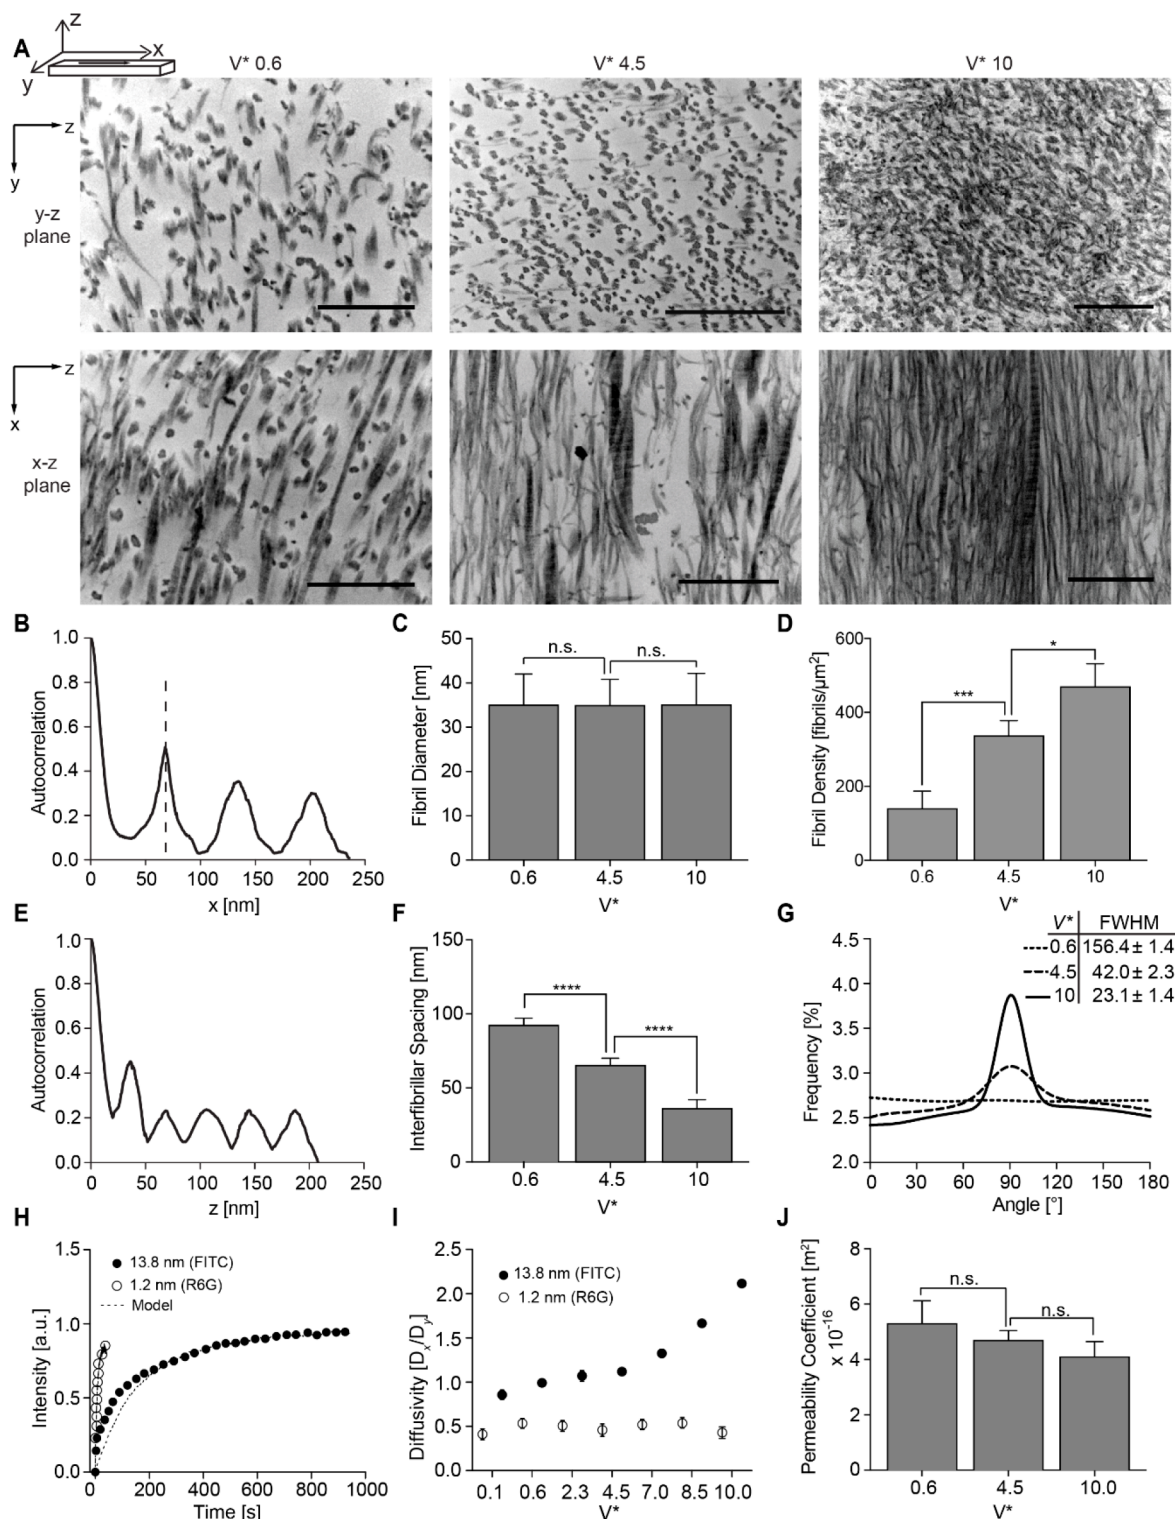 A
z
x
y
V* 0.6
V* 4.5
V* 10
z
y
y-z
plane
z
x
x-z
plane
B
1.0
0.8
0.6
0.4
0.2
0.0
Autocorrelation
0 50 100 150 200 250
x [nm]
C
50
40
30
20
10
0
Fibril Diameter [nm]
n.s. n.s.
0.6 4.5 10
V*
D
600
400
200
0
Fibril Density [fibrils/µm²]
***
*
0.6 4.5 10
V*
E
1.0
0.8
0.6
0.4
0.2
0.0
Autocorrelation
0 50 100 150 200 250
z [nm]
F
150
100
50
0
Interfibrillar Spacing [nm]
****
****
0.6 4.5 10
V*
G
V* FWHM
0.6 156.4 ± 1.4
4.5 42.0 ± 2.3
10 23.1 ± 1.4
4.5
4.0
3.5
3.0
2.5
2.0
Frequency [%]
0 30 60 90 120 150 180
Angle [°]
H
1.5
1.0
0.5
0.0
Intensity [a.u.]
13.8 nm (FITC)
1.2 nm (R6G)
Model
0 200 400 600 800 1000
Time [s]
I
2.5
2.0
1.5
1.0
0.5
0.0
Diffusivity [Dx/Dy]
13.8 nm (FITC)
1.2 nm (R6G)
0.1 0.6 2.3 4.5 7.0 8.5 10.0
V*
J
8
6
4
2
0
Permeability Coefficient [m²]
x 10⁻¹⁶
n.s.
n.s.
0.6 4.5 10.0
V*